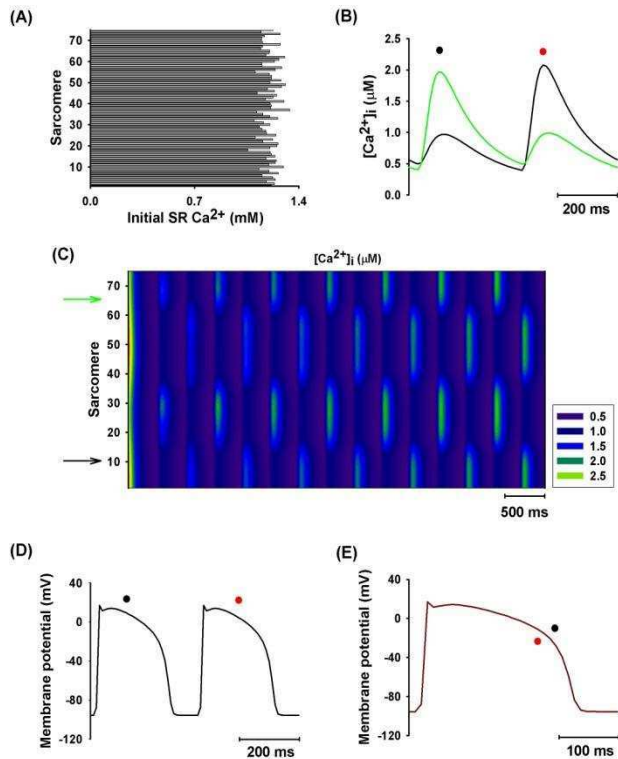 (A)
70
60
50
40
30
20
10
Sarcomere
0.0
0.7
1.4
Initial SR Ca2+ (mM)
(B)
2.5
2.0
1.5
1.0
0.5
0.0
[Ca2+]i (μM)
200 ms
(C)
[Ca2+]i (μM)
70
60
50
40
30
20
10
Sarcomere
0.5
1.0
1.5
2.0
2.5
500 ms
(D)
40
0
-40
-80
-120
Membrane potential (mV)
200 ms
(E)
40
0
-40
-80
-120
Membrane potential (mV)
100 ms